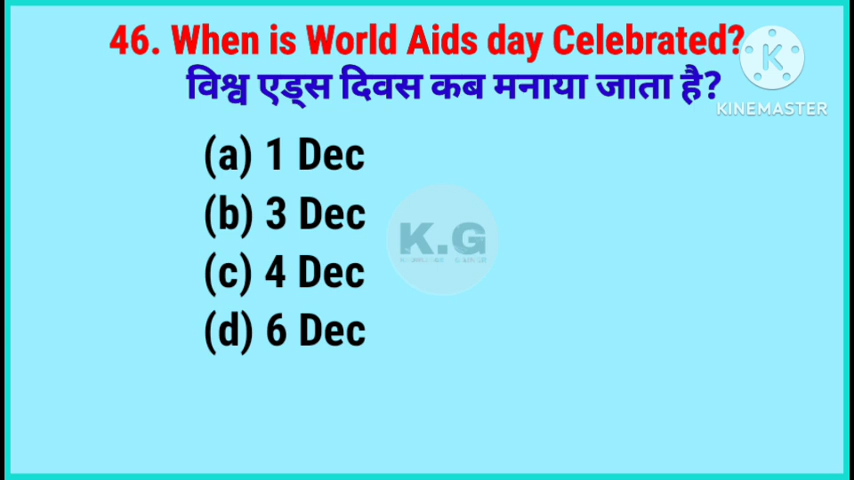 46. When is World Aids day Celebrated?
विश्व एड्स दिवस कब मनाया जाता है?
KINEMASTER
(a) 1 Dec
(b) 3 Dec
(c) 4 Dec
(d) 6 Dec
K.G